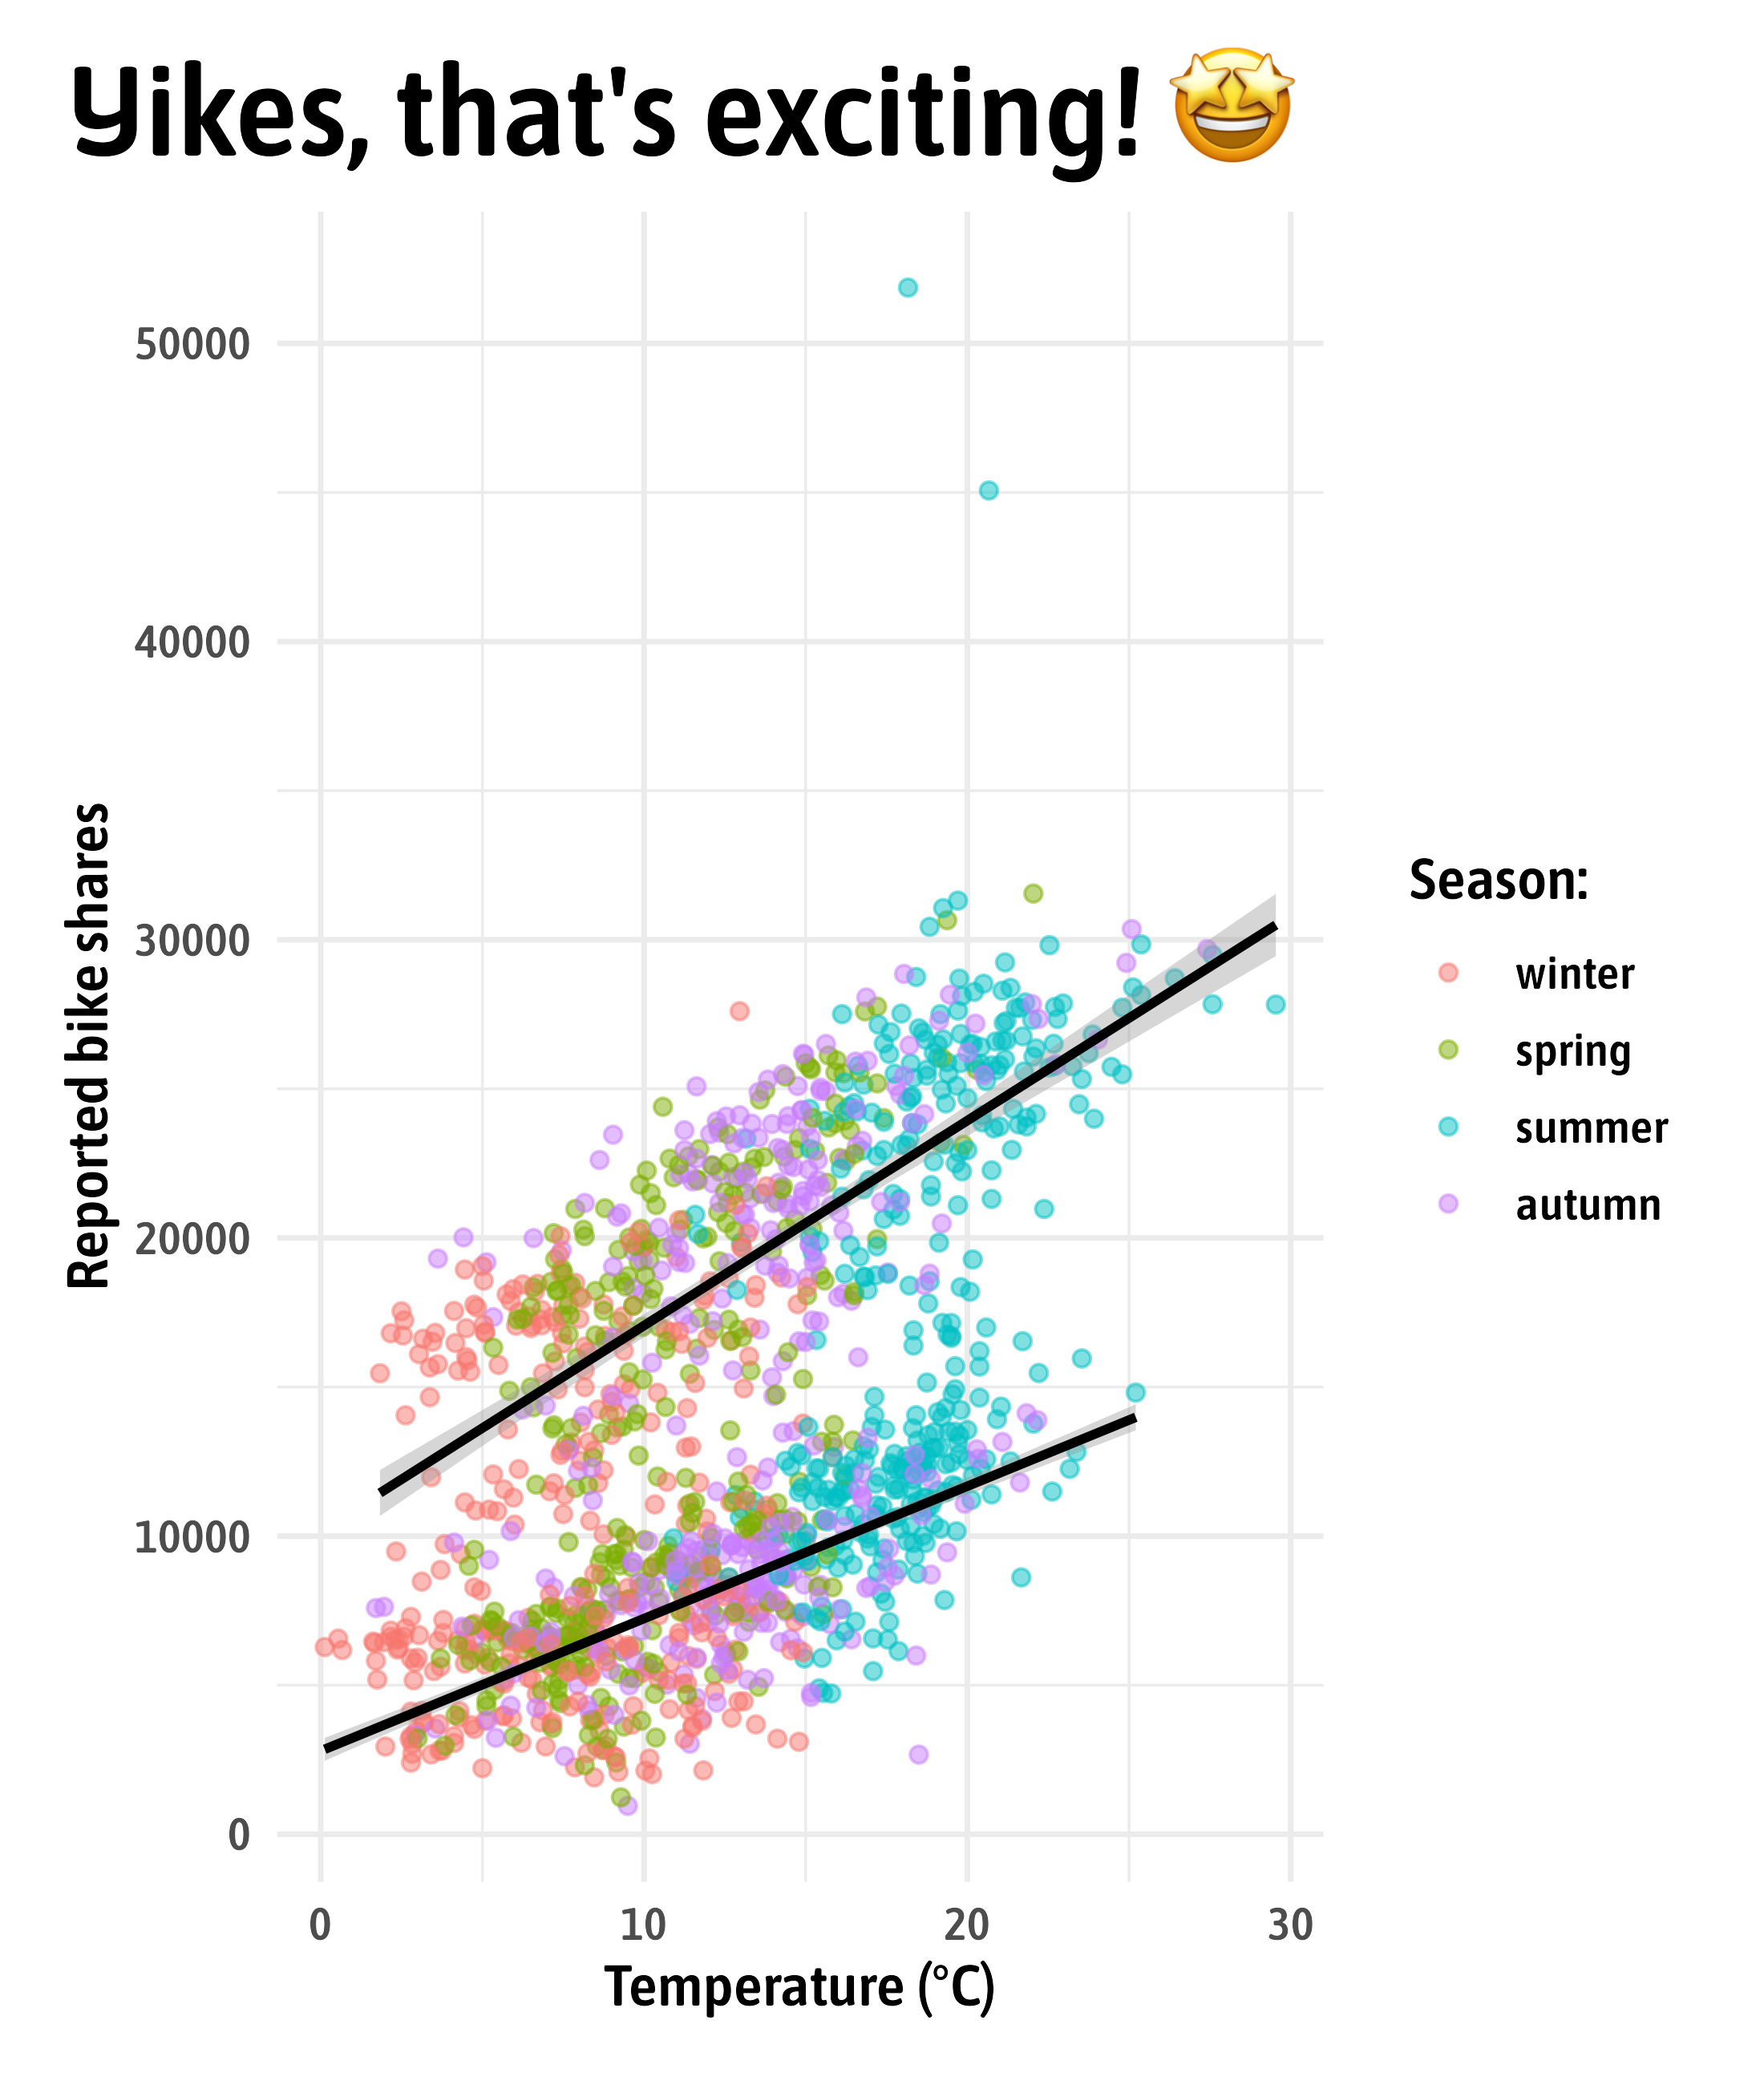 Yikes, that's exciting! 🤩
50000
40000
30000
20000
10000
0
Reported bike shares
0 10 20 30
Temperature (°C)
Season:
winter
spring
summer
autumn